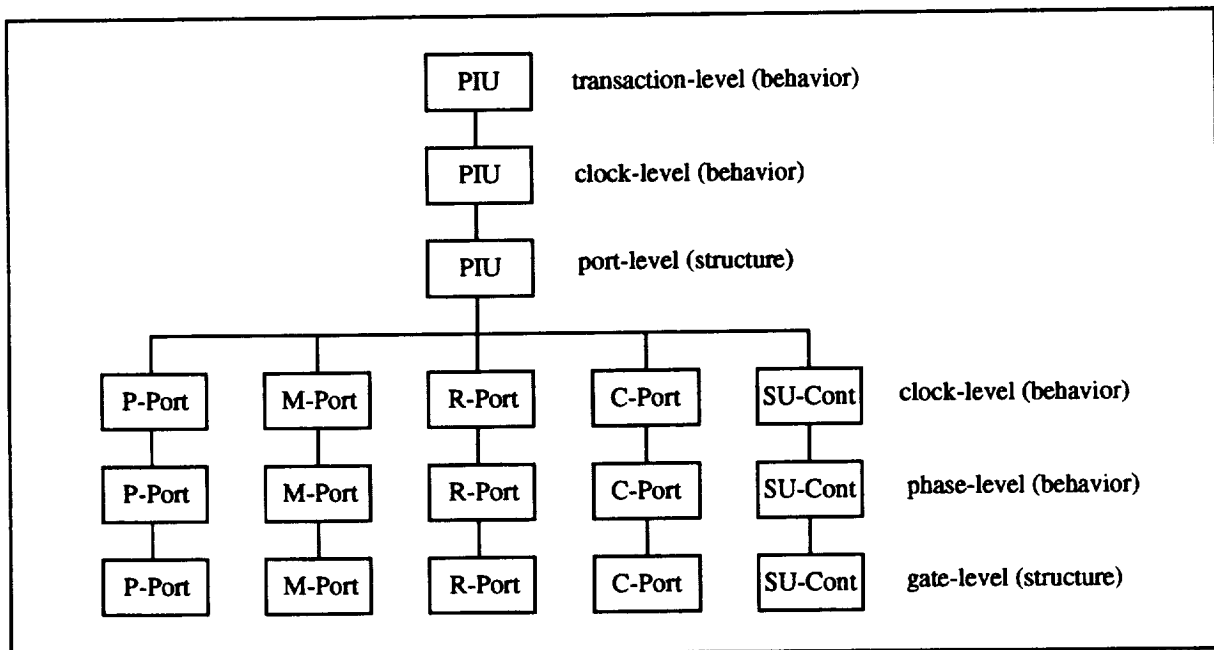 PIU transaction-level (behavior)
PIU clock-level (behavior)
PIU port-level (structure)
P-Port M-Port R-Port C-Port SU-Cont clock-level (behavior)
P-Port M-Port R-Port C-Port SU-Cont phase-level (behavior)
P-Port M-Port R-Port C-Port SU-Cont gate-level (structure)